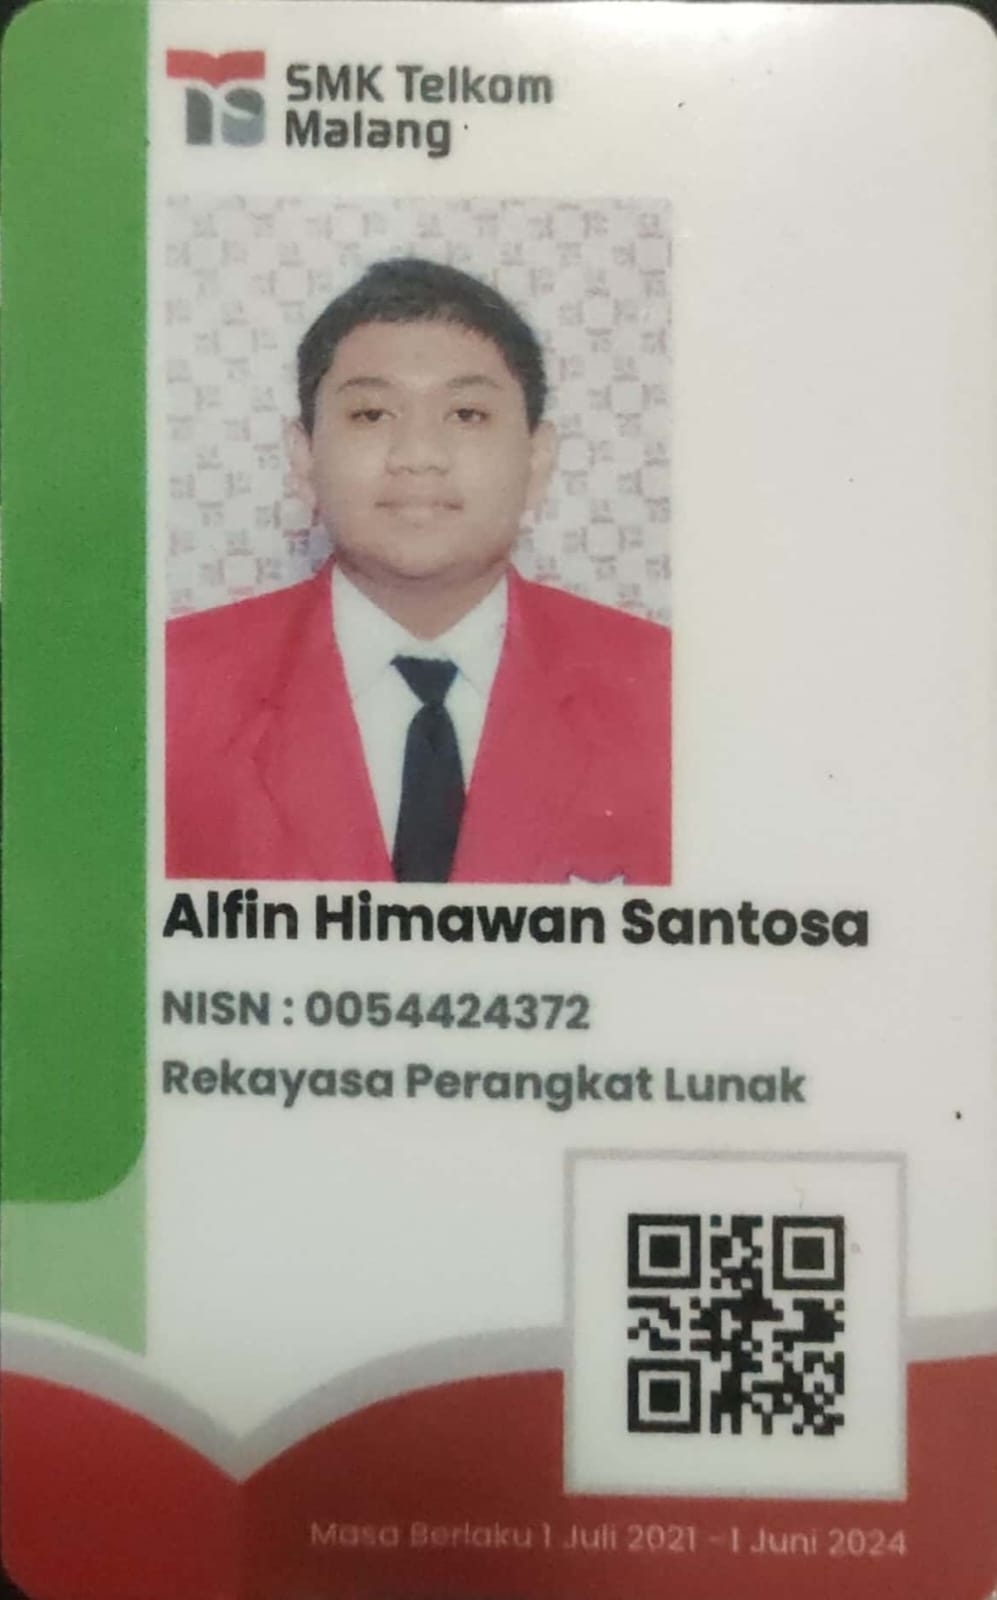 SMK Telkom
Malang
Alfin Himawan Santosa
NISN : 0054424372
Rekayasa Perangkat Lunak
Masa Berlaku 1 Juli 2021 - 1 Juni 2024